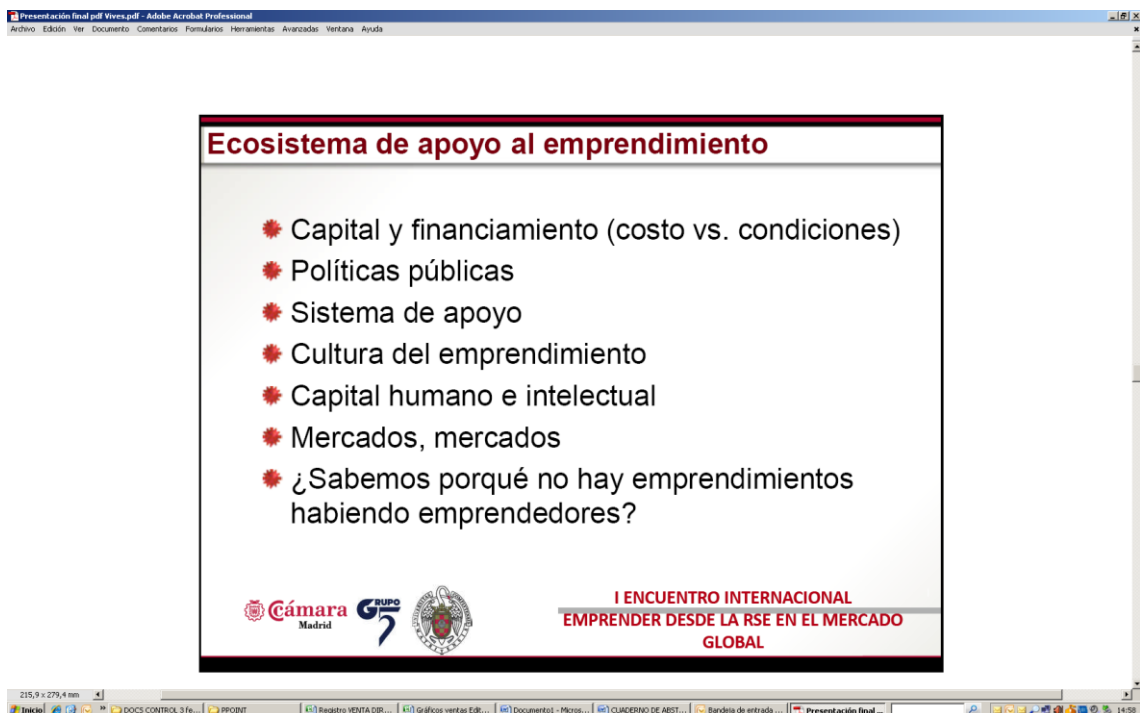 Presentación final pdf Vives.pdf - Adobe Acrobat Professional
Archivo Edición Ver Documento Comentarios Formularios Herramientas Avanzadas Ventana Ayuda
Ecosistema de apoyo al emprendimiento
Capital y financiamiento (costo vs. condiciones)
Políticas públicas
Sistema de apoyo
Cultura del emprendimiento
Capital humano e intelectual
Mercados, mercados
¿Sabemos porqué no hay emprendimientos
habiendo emprendedores?
Cámara
Madrid
GRUPO
5
I ENCUENTRO INTERNACIONAL
EMPRENDER DESDE LA RSE EN EL MERCADO
GLOBAL
215,9 x 279,4 mm
Inicio DOCS CONTROL 3 fe... PPOINT Registro VENTA DIR... Gráficos ventas Edt... Documento1 - Micros... CUADERNO DE ABST... Bandeja de entrada ... Presentación final ... 14:58